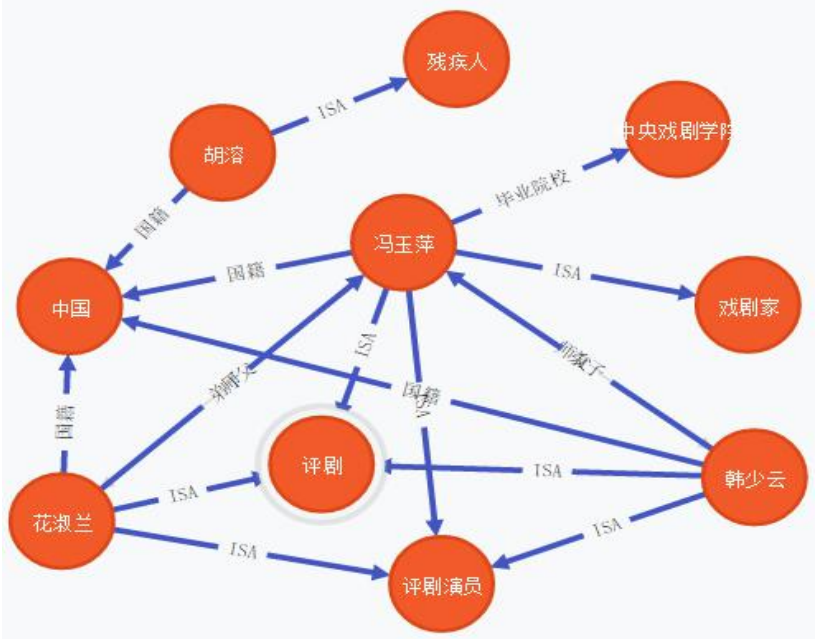 残疾人
ISA
中央戏剧学院
胡溶
毕业院校
国籍
冯玉萍
国籍
ISA
中国
戏剧家
ISA
国籍
ISA
国籍
评剧
ISA
韩少云
ISA
花淑兰
ISA
ISA
评剧演员